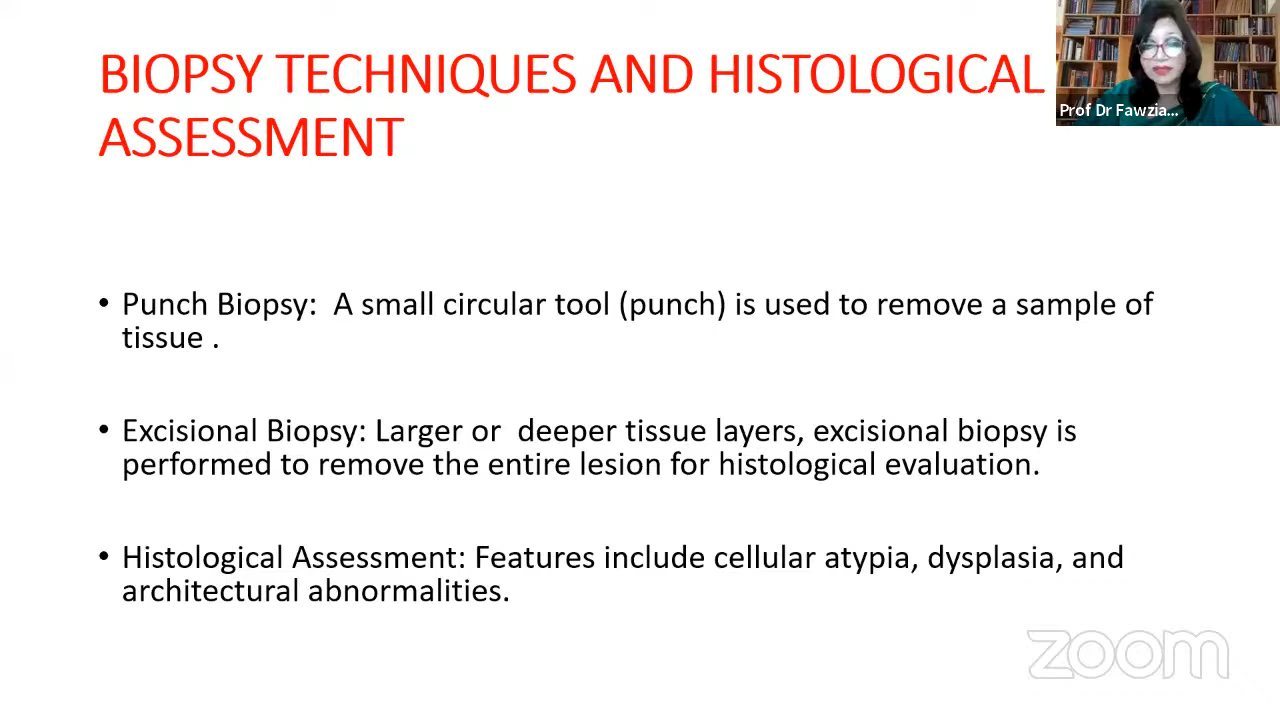 BIOPSY TECHNIQUES AND HISTOLOGICAL
ASSESSMENT
Prof Dr Fawzia...
• Punch Biopsy:  A small circular tool (punch) is used to remove a sample of
tissue .
• Excisional Biopsy: Larger or  deeper tissue layers, excisional biopsy is
performed to remove the entire lesion for histological evaluation.
• Histological Assessment: Features include cellular atypia, dysplasia, and
architectural abnormalities.
zoom